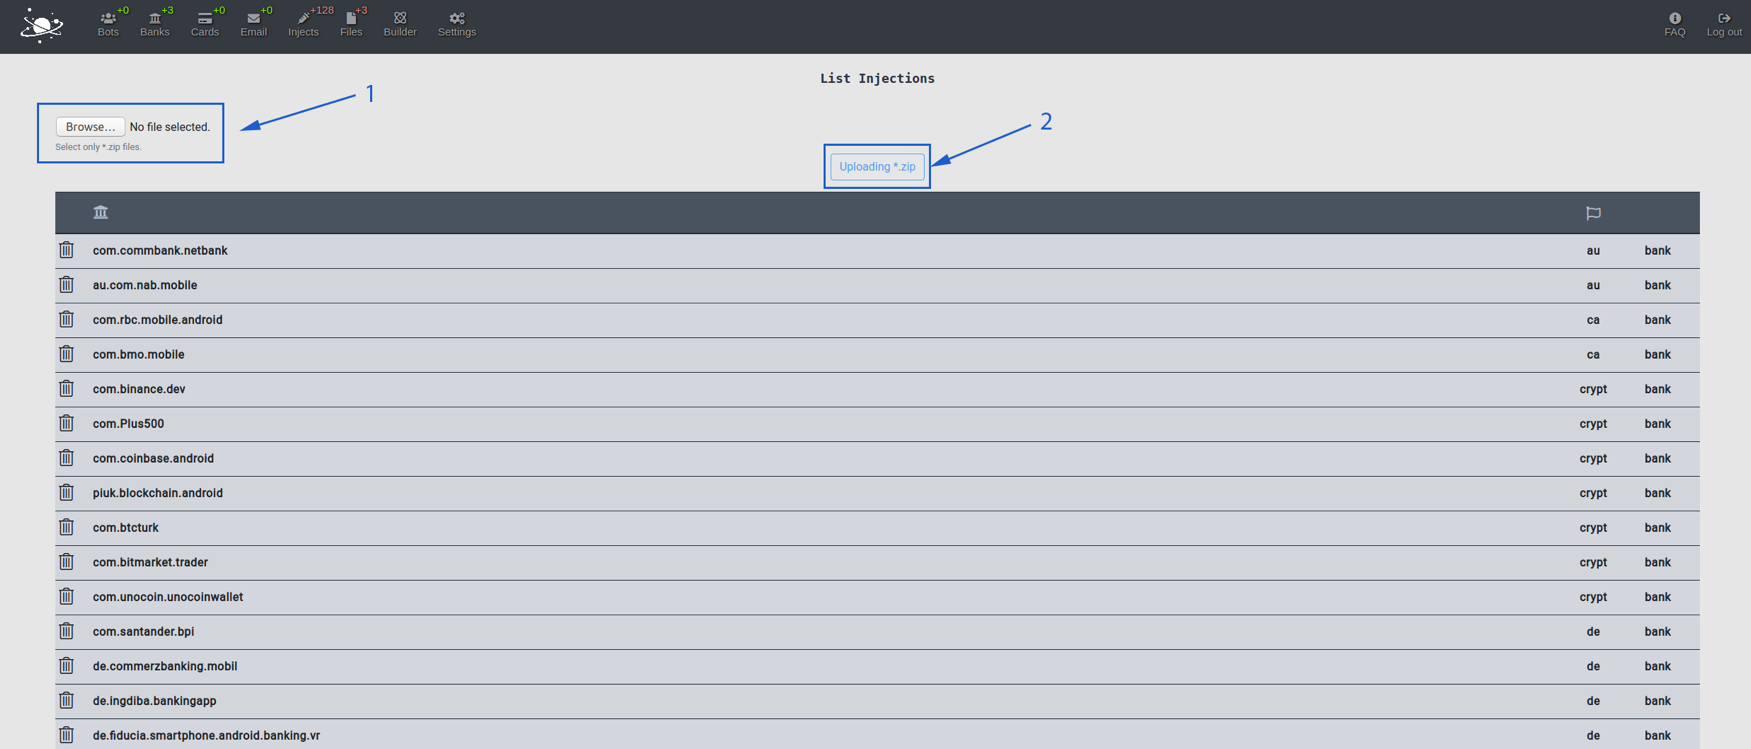 +0 +3 +0 +0 +128 +3
Bots Banks Cards Email Injects Files Builder Settings FAQ Log out
List Injections
1
Browse... No file selected.
Select only *.zip files.
2
Uploading *.zip
com.commbank.netbank au bank
au.com.nab.mobile au bank
com.rbc.mobile.android ca bank
com.bmo.mobile ca bank
com.binance.dev crypt bank
com.Plus500 crypt bank
com.coinbase.android crypt bank
piuk.blockchain.android crypt bank
com.btcturk crypt bank
com.bitmarket.trader crypt bank
com.unocoin.unocoinwallet crypt bank
com.santander.bpi de bank
de.commerzbanking.mobil de bank
de.ingdiba.bankingapp de bank
de.fiducia.smartphone.android.banking.vr de bank